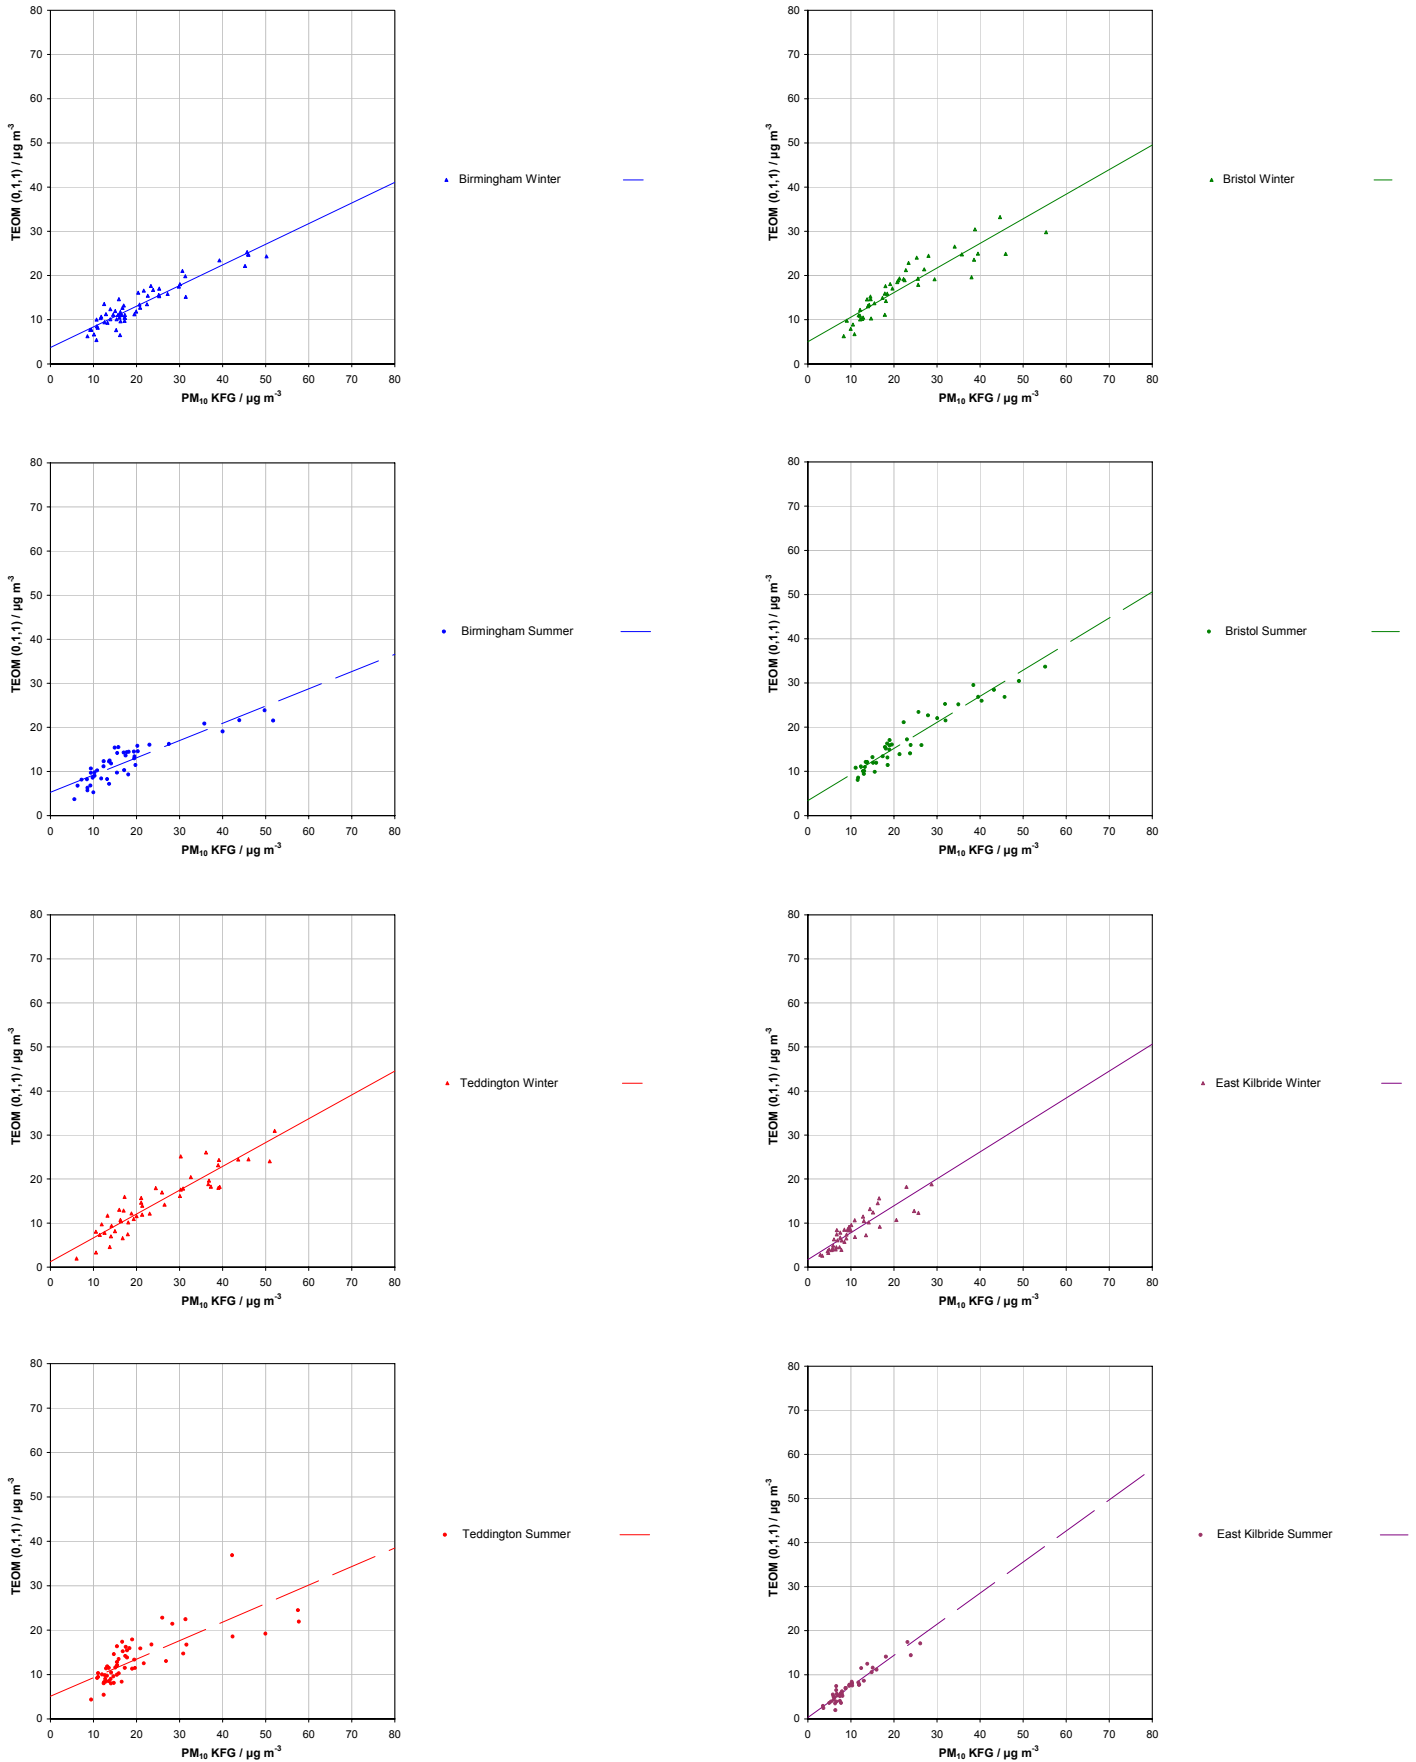 80
70
60
50
40
30
20
10
0
TEOM (0,1,1) / µg m⁻³
0 10 20 30 40 50 60 70 80
PM₁₀ KFG / µg m⁻³
Birmingham Winter
80
70
60
50
40
30
20
10
0
TEOM (0,1,1) / µg m⁻³
0 10 20 30 40 50 60 70 80
PM₁₀ KFG / µg m⁻³
Bristol Winter
80
70
60
50
40
30
20
10
0
TEOM (0,1,1) / µg m⁻³
0 10 20 30 40 50 60 70 80
PM₁₀ KFG / µg m⁻³
Birmingham Summer
80
70
60
50
40
30
20
10
0
TEOM (0,1,1) / µg m⁻³
0 10 20 30 40 50 60 70 80
PM₁₀ KFG / µg m⁻³
Bristol Summer
80
70
60
50
40
30
20
10
0
TEOM (0,1,1) / µg m⁻³
0 10 20 30 40 50 60 70 80
PM₁₀ KFG / µg m⁻³
Teddington Winter
80
70
60
50
40
30
20
10
0
TEOM (0,1,1) / µg m⁻³
0 10 20 30 40 50 60 70 80
PM₁₀ KFG / µg m⁻³
East Kilbride Winter
80
70
60
50
40
30
20
10
0
TEOM (0,1,1) / µg m⁻³
0 10 20 30 40 50 60 70 80
PM₁₀ KFG / µg m⁻³
Teddington Summer
80
70
60
50
40
30
20
10
0
TEOM (0,1,1) / µg m⁻³
0 10 20 30 40 50 60 70 80
PM₁₀ KFG / µg m⁻³
East Kilbride Summer